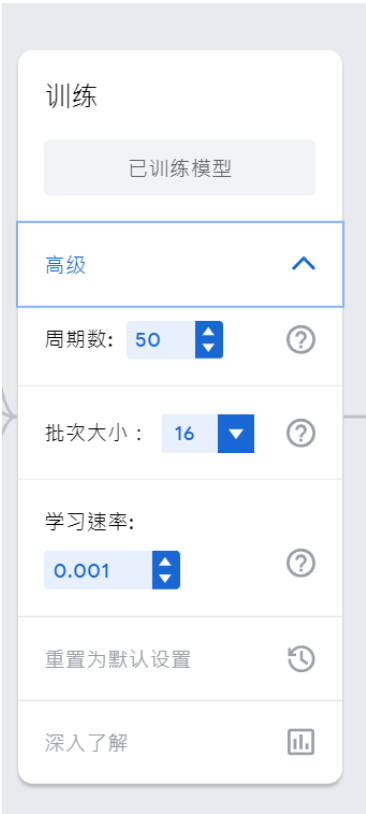 训练
已训练模型
高级
周期数: 50
批次大小： 16
学习速率:
0.001
重置为默认设置
深入了解